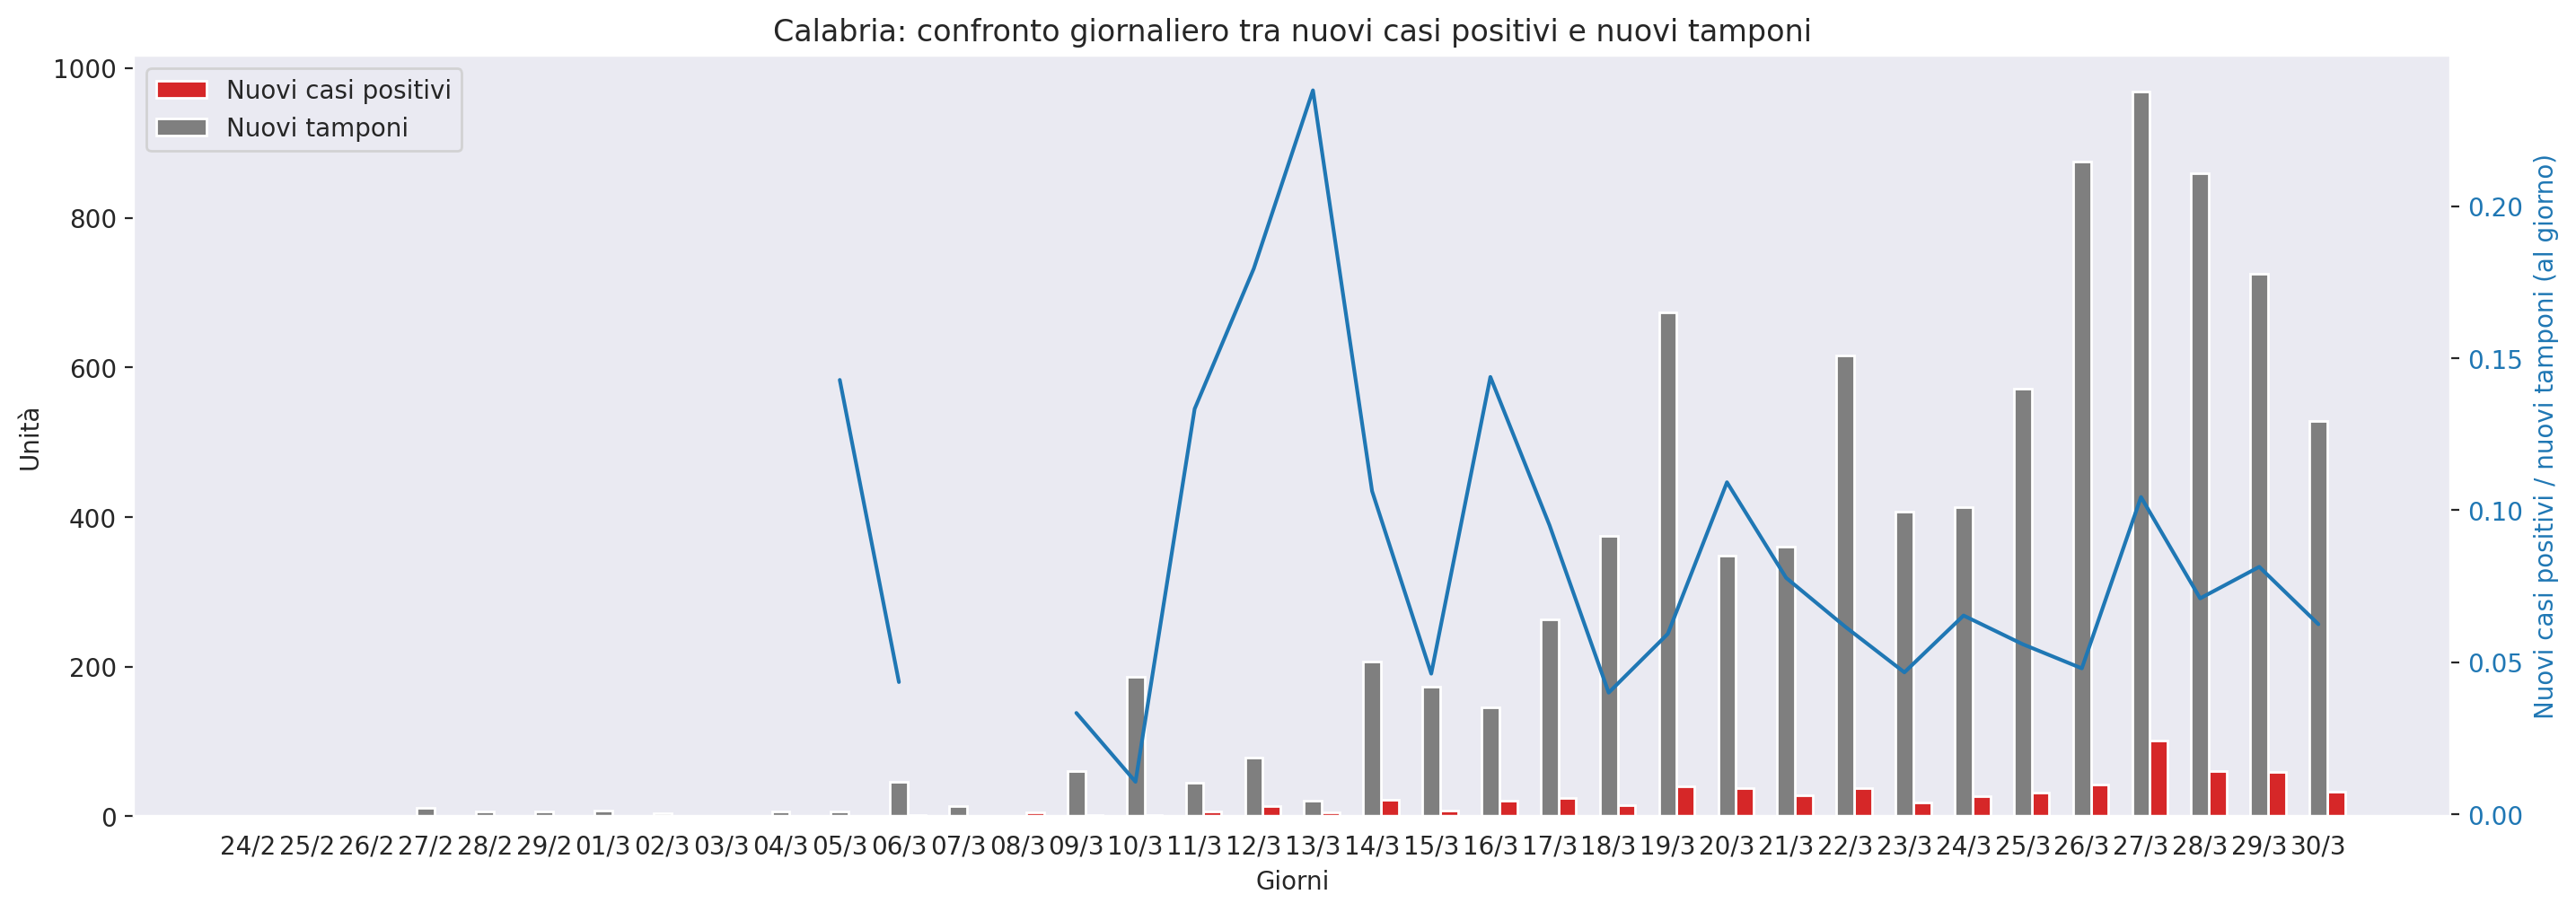 Calabria: confronto giornaliero tra nuovi casi positivi e nuovi tamponi
Nuovi casi positivi
Nuovi tamponi
1000
800
600
400
200
0
Unità
0.20
0.15
0.10
0.05
0.00
Nuovi casi positivi / nuovi tamponi (al giorno)
24/2 25/2 26/2 27/2 28/2 29/2 01/3 02/3 03/3 04/3 05/3 06/3 07/3 08/3 09/3 10/3 11/3 12/3 13/3 14/3 15/3 16/3 17/3 18/3 19/3 20/3 21/3 22/3 23/3 24/3 25/3 26/3 27/3 28/3 29/3 30/3
Giorni